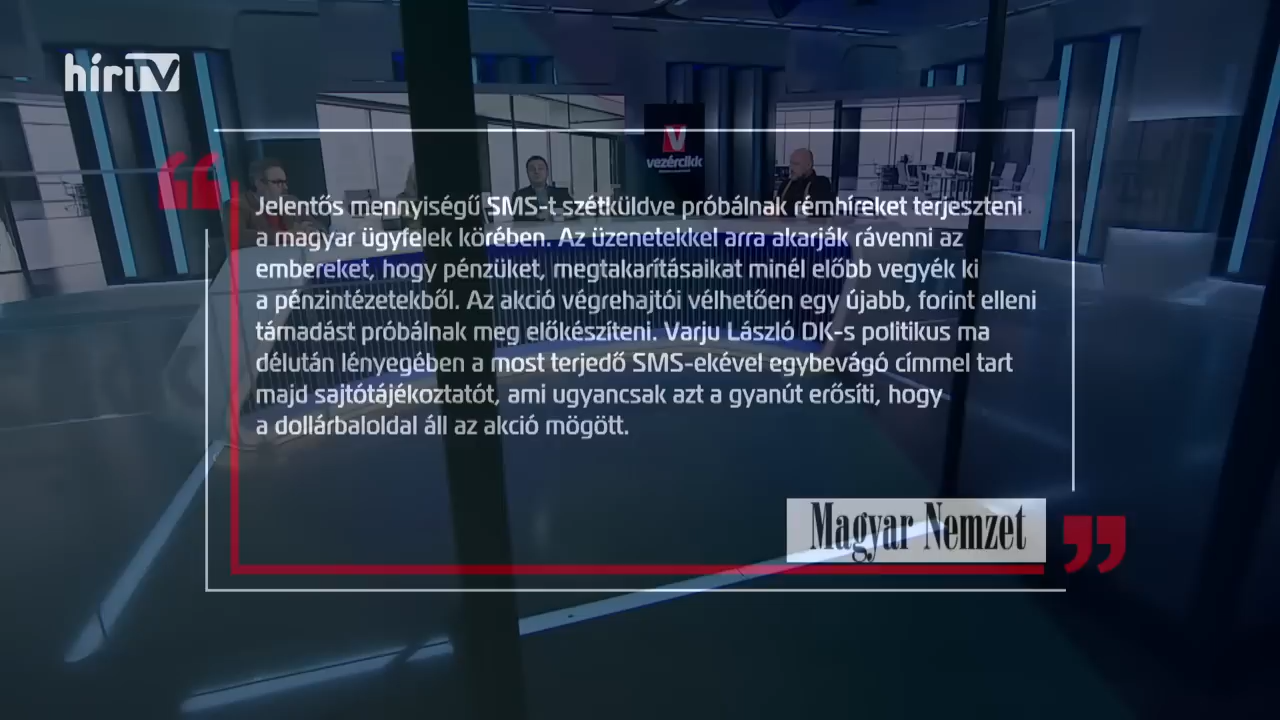 hírTV
vezércikk
Jelentős mennyiségű SMS-t szétküldve próbálnak rémhíreket terjeszteni
a magyar ügyfelek körében. Az üzenetekkel arra akarják rávenni az
embereket, hogy pénzüket, megtakarításaikat minél előbb vegyék ki
a pénzintézetekből. Az akció végrehajtói vélhetően egy újabb, forint elleni
támadást próbálnak meg előkészíteni. Varju László DK-s politikus ma
délután lényegében a most terjedő SMS-ekével egybevágó címmel tart
majd sajtótájékoztatót, ami ugyancsak azt a gyanút erősíti, hogy
a dollárbaloldal áll az akció mögött.
Magyar Nemzet